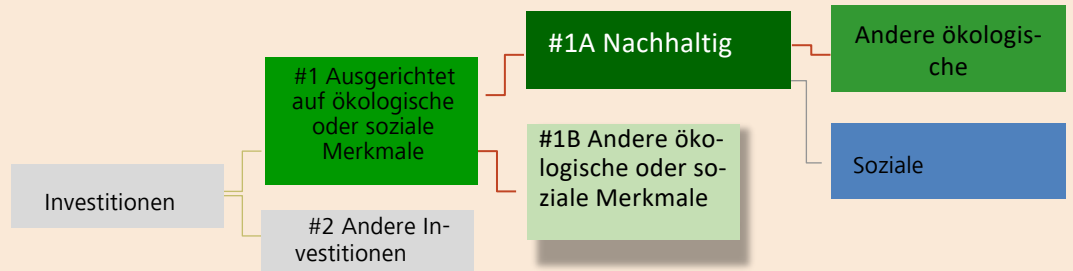 Investitionen
#1 Ausgerichtet
auf ökologische
oder soziale
Merkmale
#2 Andere In-
vestitionen
#1A Nachhaltig
#1B Andere öko-
logische oder so-
ziale Merkmale
Andere ökologis-
che
Soziale